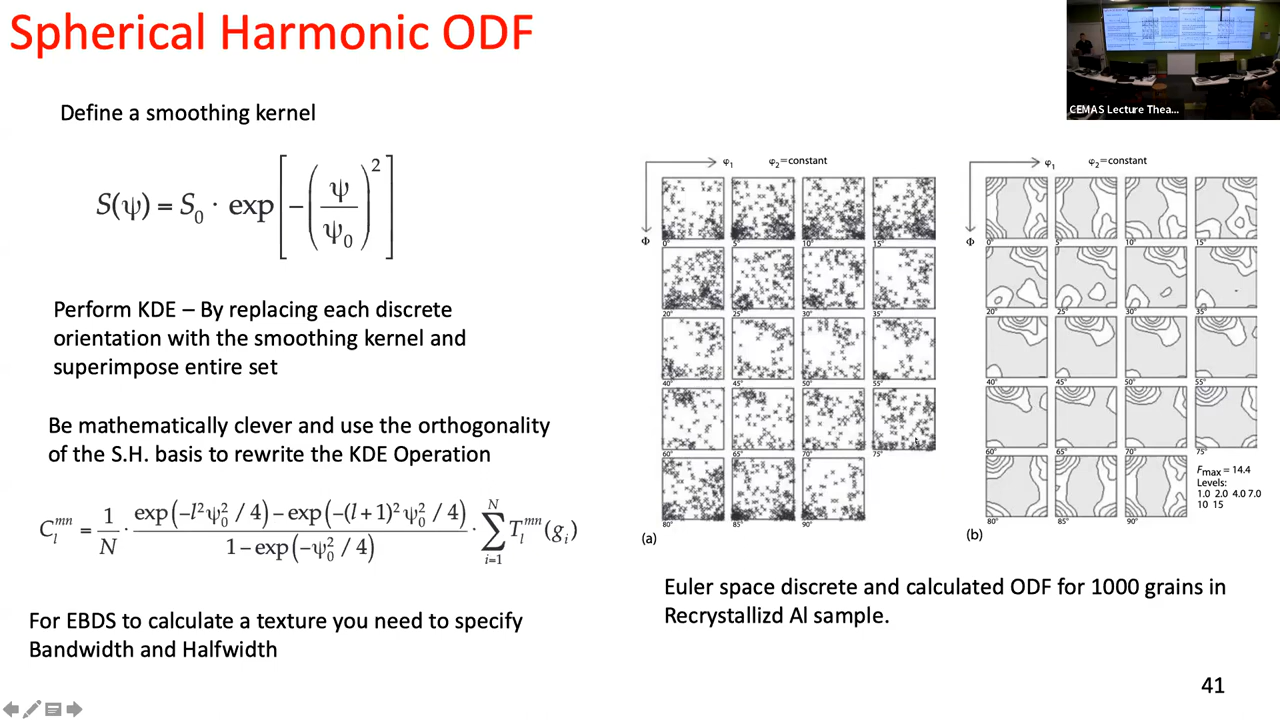 Spherical Harmonic ODF
CEMAS Lecture Thea...
Define a smoothing kernel
S(ψ) = S₀ · exp[−(ψ/ψ₀)²]
Perform KDE – By replacing each discrete
orientation with the smoothing kernel and
superimpose entire set
Be mathematically clever and use the orthogonality
of the S.H. basis to rewrite the KDE Operation
C_l^{mn} = 1/N · (exp(−l²ψ₀²/4) − exp(−(l+1)²ψ₀²/4)) / (1−exp(−ψ₀²/4)) · ∑_{i=1}^{N} T_l^{mn}(g_i)
For EBDS to calculate a texture you need to specify
Bandwidth and Halfwidth
φ₁ φ₂=constant
Φ
0° 5° 10° 15°
20° 25° 30° 35°
40° 45° 50° 55°
60° 65° 70° 75°
80° 85° 90°
(a)
φ₁ φ₂=constant
Φ
0° 5° 10° 15°
20° 25° 30° 35°
40° 45° 50° 55°
60° 65° 70° 75°
80° 85° 90°
Fmax = 14.4
Levels:
1.0 2.0 4.0 7.0
10 15
(b)
Euler space discrete and calculated ODF for 1000 grains in
Recrystallizd Al sample.
41